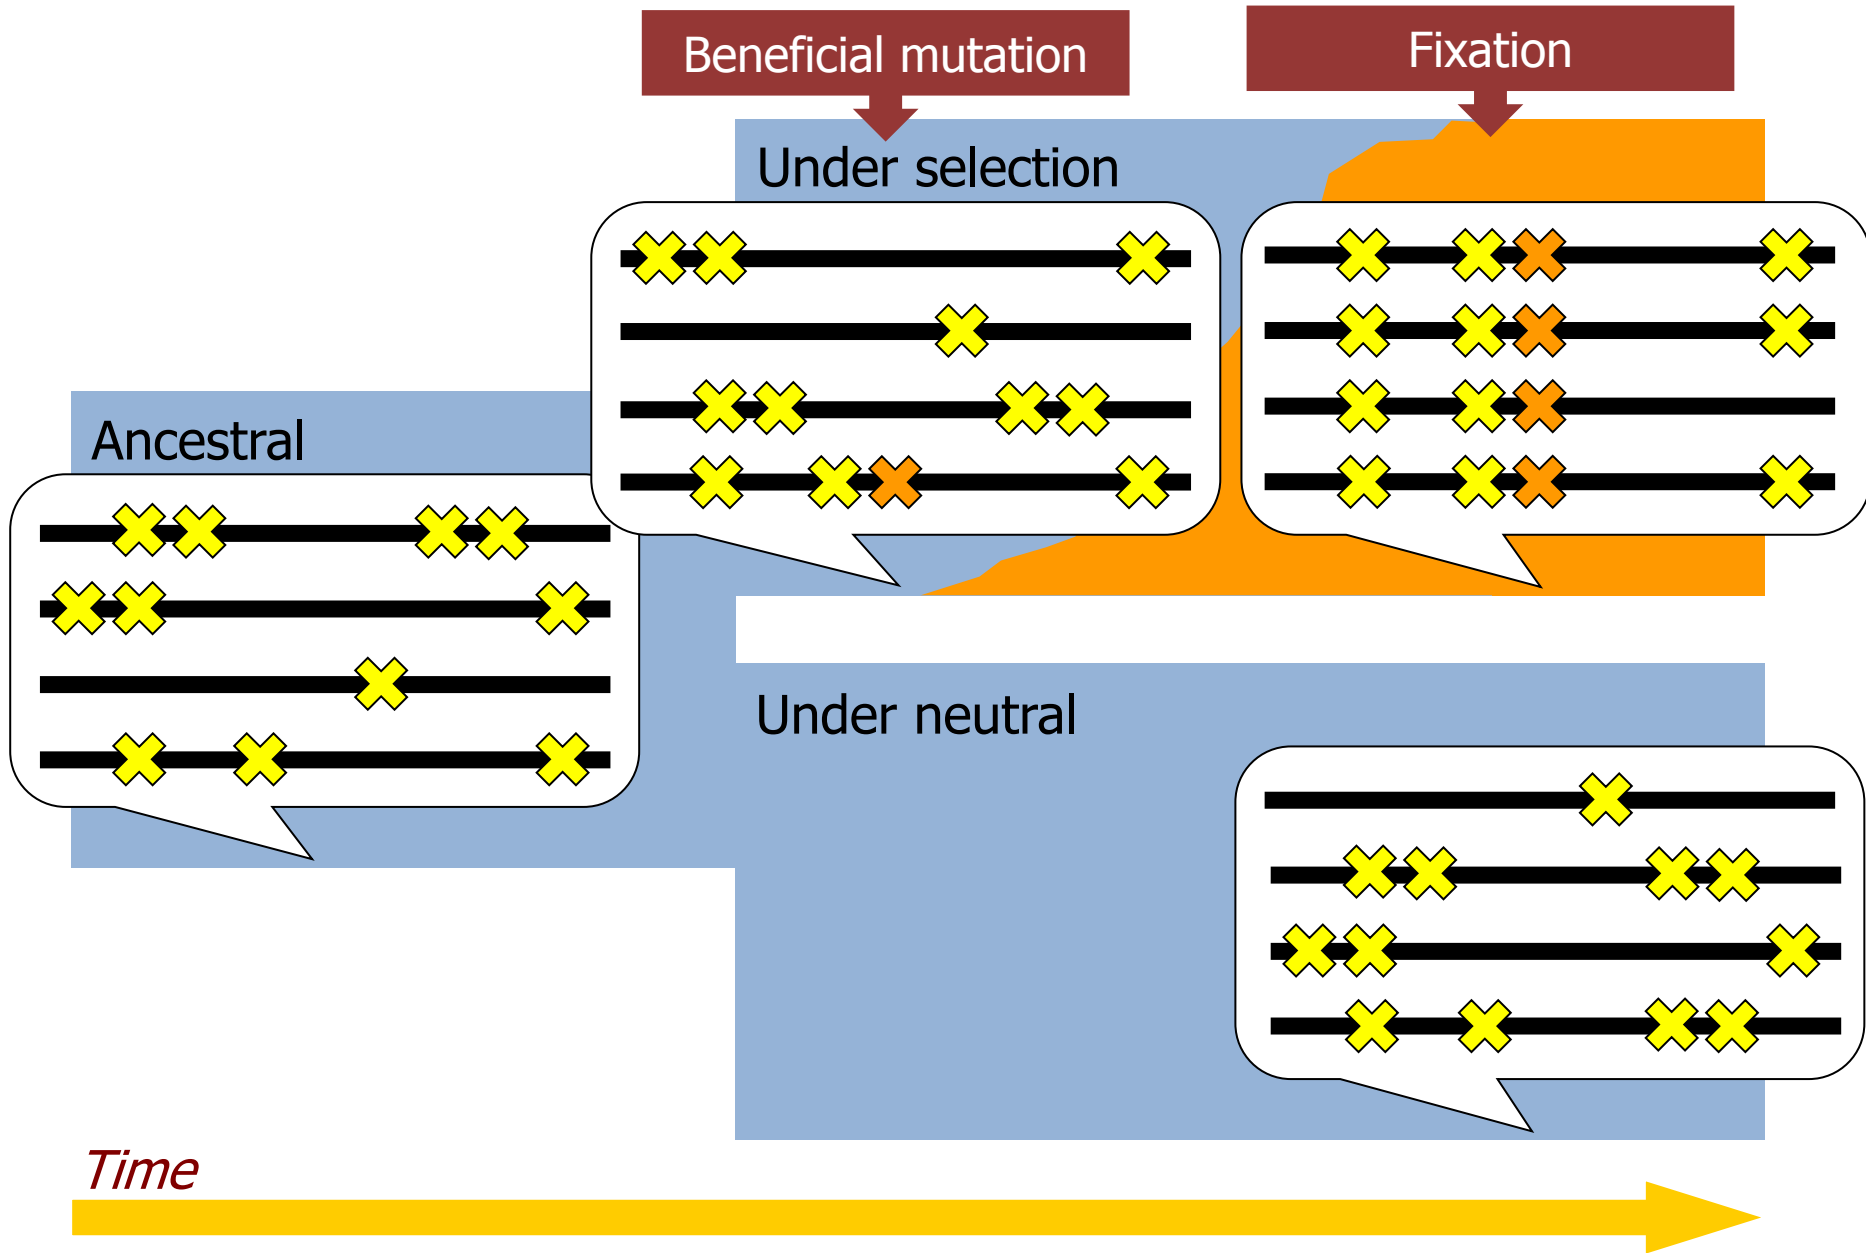 Beneficial mutation
Fixation
Under selection
Ancestral
Under neutral
Time